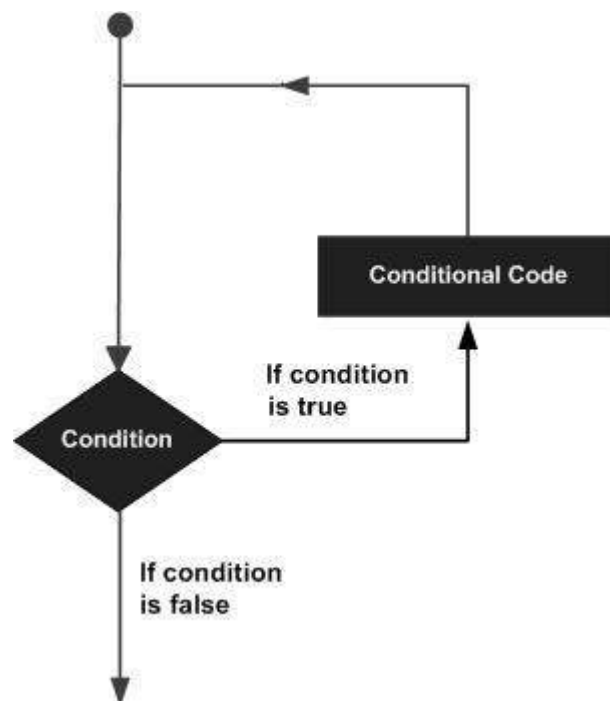 Conditional Code
If condition
is true
Condition
If condition
is false